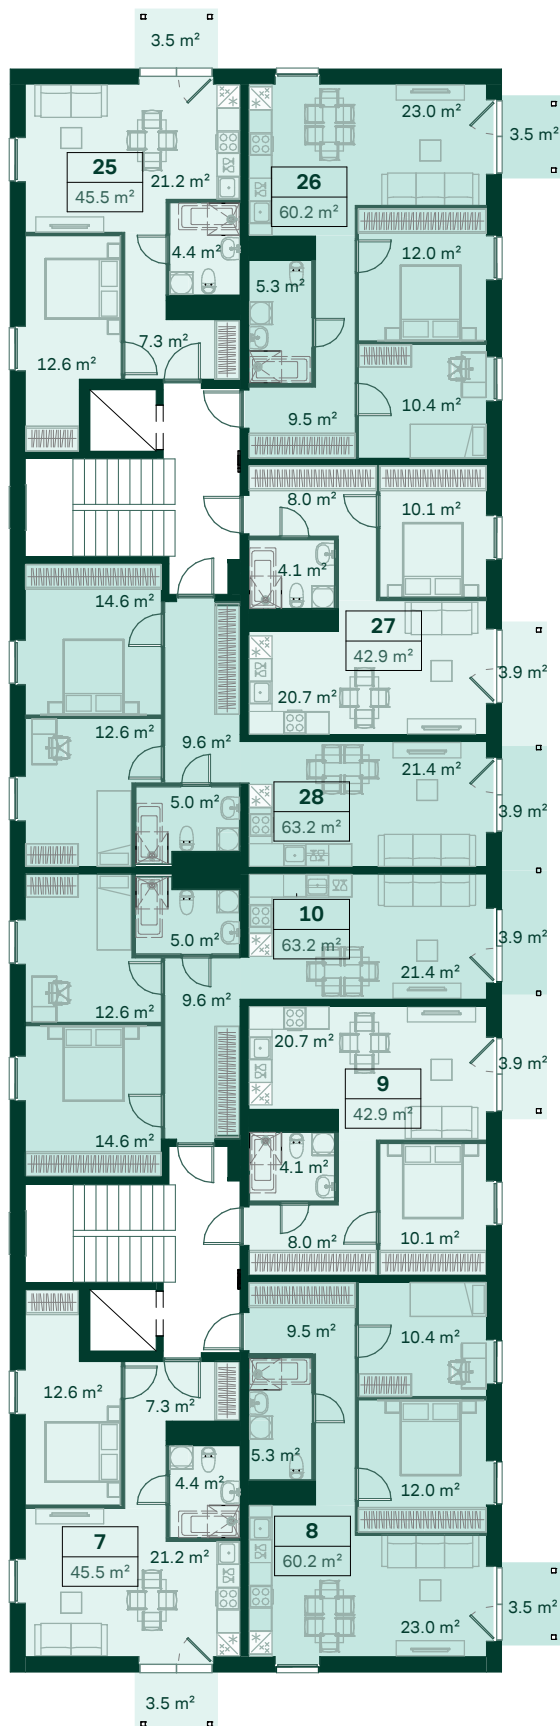 3.5 m²
23.0 m²
3.5 m²
25
45.5 m²
21.2 m²
26
60.2 m²
4.4 m²
12.0 m²
5.3 m²
7.3 m²
12.6 m²
10.4 m²
9.5 m²
8.0 m²
10.1 m²
4.1 m²
14.6 m²
27
42.9 m²
3.9 m²
20.7 m²
12.6 m²
9.6 m²
21.4 m²
28
63.2 m²
5.0 m²
3.9 m²
10
63.2 m²
5.0 m²
3.9 m²
21.4 m²
9.6 m²
12.6 m²
20.7 m²
3.9 m²
9
42.9 m²
14.6 m²
4.1 m²
10.1 m²
8.0 m²
9.5 m²
10.4 m²
12.6 m²
7.3 m²
5.3 m²
4.4 m²
12.0 m²
7
45.5 m²
21.2 m²
8
60.2 m²
3.5 m²
23.0 m²
3.5 m²